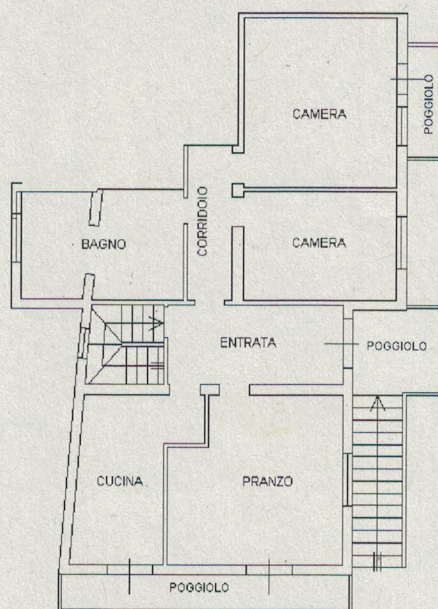 CAMERA
POGGIOLO
CORRIDOIO
BAGNO
CAMERA
ENTRATA
POGGIOLO
CUCINA
PRANZO
POGGIOLO